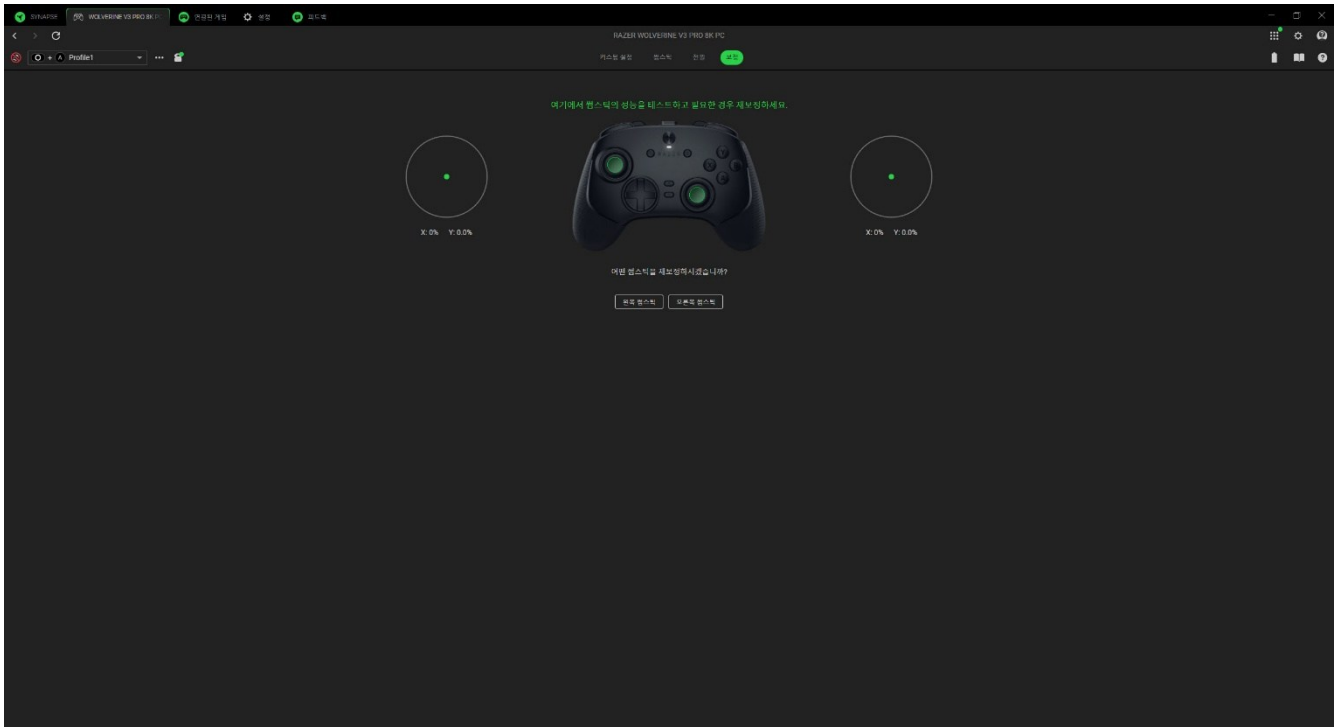 SYNAPSE WOLVERINE V3 PRO 8K PC 연결된 게임 설정 피드백
RAZER WOLVERINE V3 PRO 8K PC
+ A Profile1
커스텀 설정 썸스틱 진동 보정
여기에서 썸스틱의 성능을 테스트하고 필요한 경우 재보정하세요.
RAZER
Y
X: 0% Y: 0.0%
X: 0% Y: 0.0%
어떤 썸스틱을 재보정하시겠습니까?
왼쪽 썸스틱 오른쪽 썸스틱